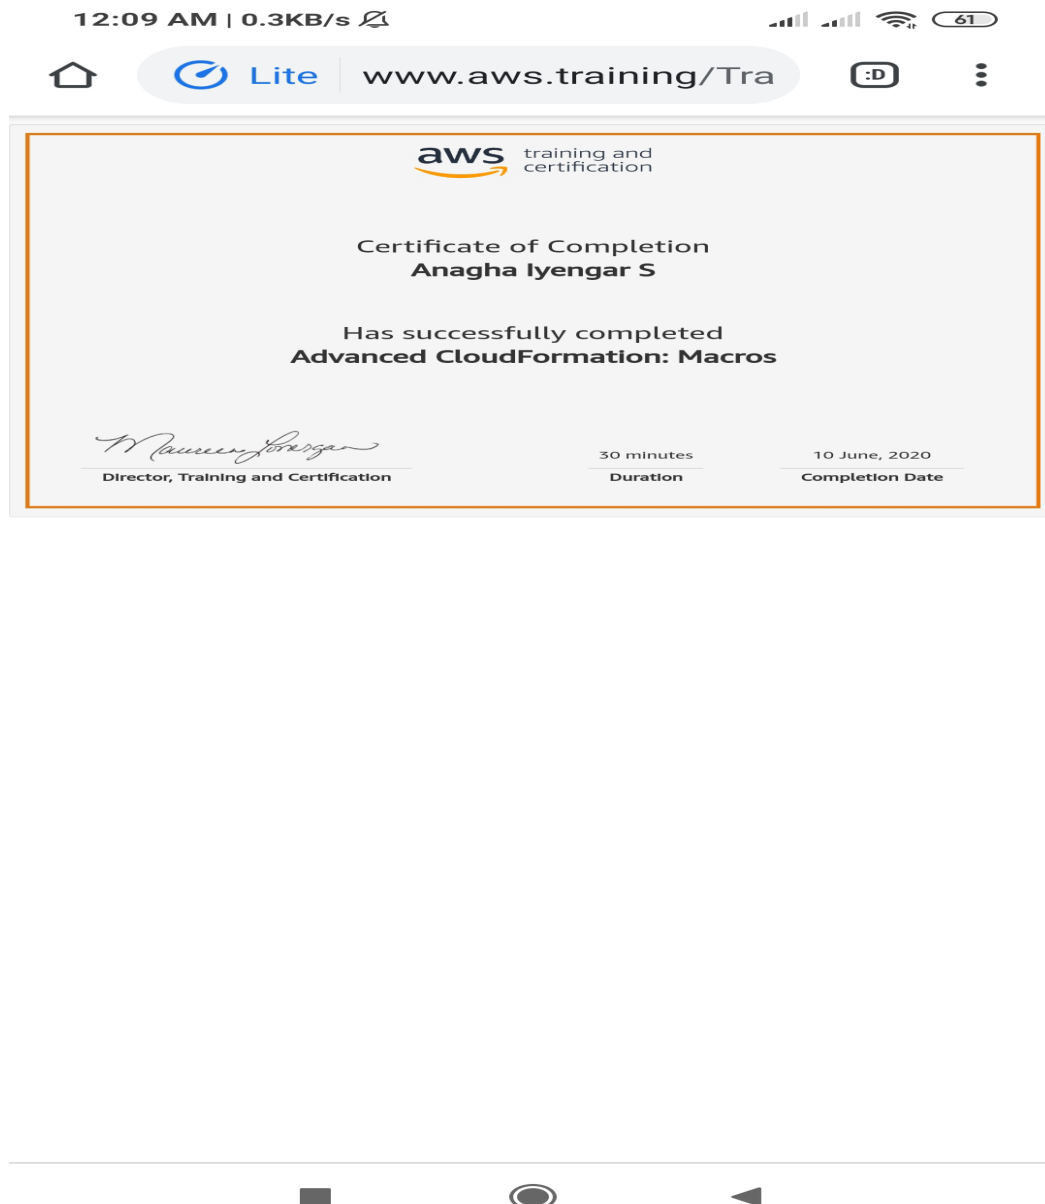 12:09 AM | 0.3KB/s
61
Lite www.aws.training/Tra :D
aws training and
certification
Certificate of Completion
Anagha Iyengar S
Has successfully completed
Advanced CloudFormation: Macros
Maureen Lonergan
30 minutes 10 June, 2020
Director, Training and Certification Duration Completion Date